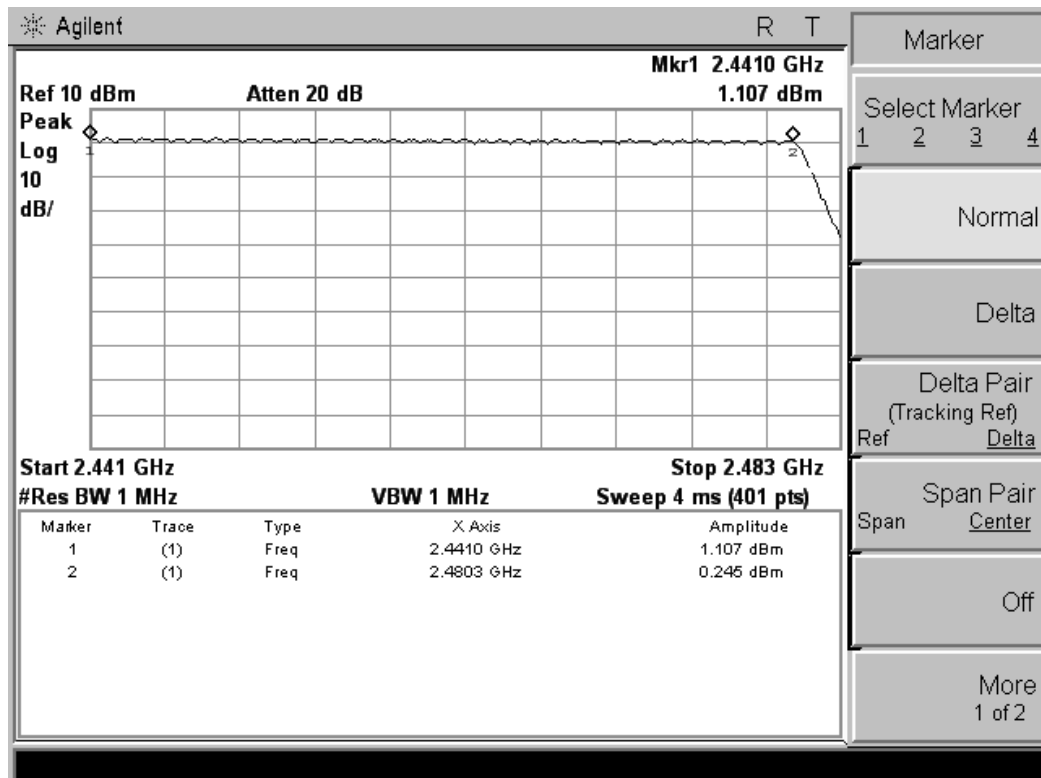 Agilent R T
Mkr1 2.4410 GHz
Ref 10 dBm Atten 20 dB 1.107 dBm
Peak
Log
10
dB/
1
2
Start 2.441 GHz Stop 2.483 GHz
#Res BW 1 MHz VBW 1 MHz Sweep 4 ms (401 pts)
Marker Trace Type X Axis Amplitude
1 (1) Freq 2.4410 GHz 1.107 dBm
2 (1) Freq 2.4803 GHz 0.245 dBm
Marker
Select Marker
1 2 3 4
Normal
Delta
Delta Pair
(Tracking Ref)
Ref Delta
Span Pair
Span Center
Off
More
1 of 2